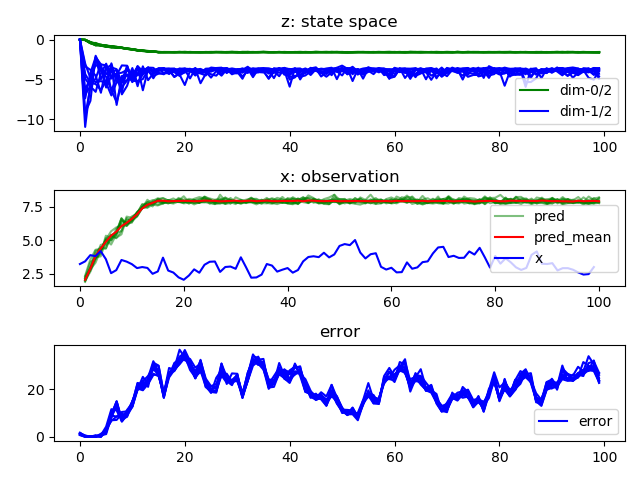 z: state space
0
−5
−10
dim-0/2
dim-1/2
0 20 40 60 80 100
x: observation
7.5
5.0
2.5
pred
pred_mean
x
0 20 40 60 80 100
error
20
0
error
0 20 40 60 80 100